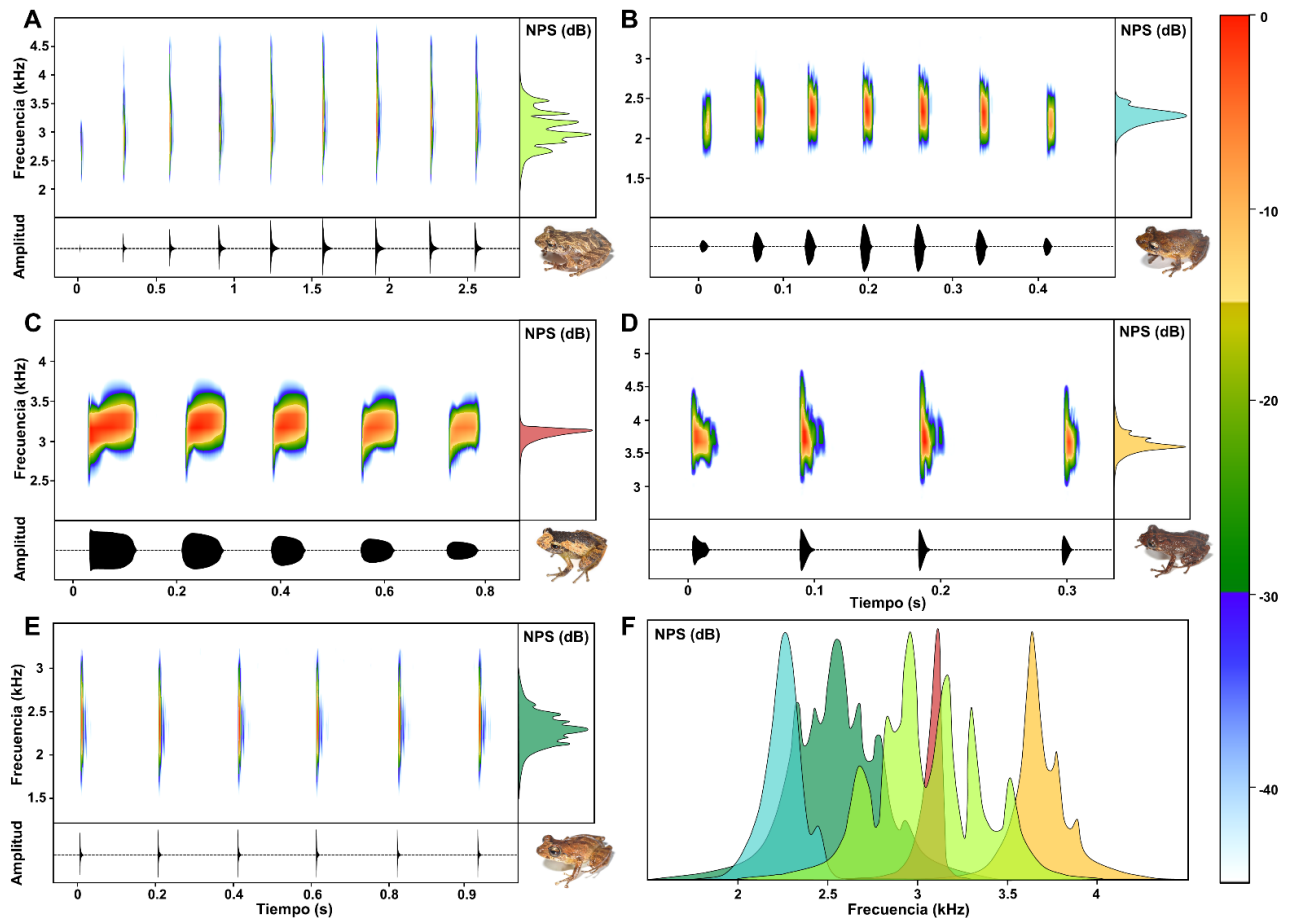 A
NPS (dB)
Frecuencia (kHz)
4.5
4
3.5
3
2.5
2
Amplitud
0 0.5 1 1.5 2 2.5
B
NPS (dB)
3
2.5
2
1.5
0 0.1 0.2 0.3 0.4
C
NPS (dB)
Frecuencia (kHz)
4
3.5
3
2.5
Amplitud
0 0.2 0.4 0.6 0.8
D
NPS (dB)
5
4.5
4
3.5
3
0 0.1 0.2 0.3
Tiempo (s)
E
NPS (dB)
Frecuencia (kHz)
3
2.5
2
1.5
Amplitud
0 0.2 0.4 0.6 0.8 0.9
Tiempo (s)
F
NPS (dB)
2 2.5 3 3.5 4
Frecuencia (kHz)
0
-10
-20
-30
-40